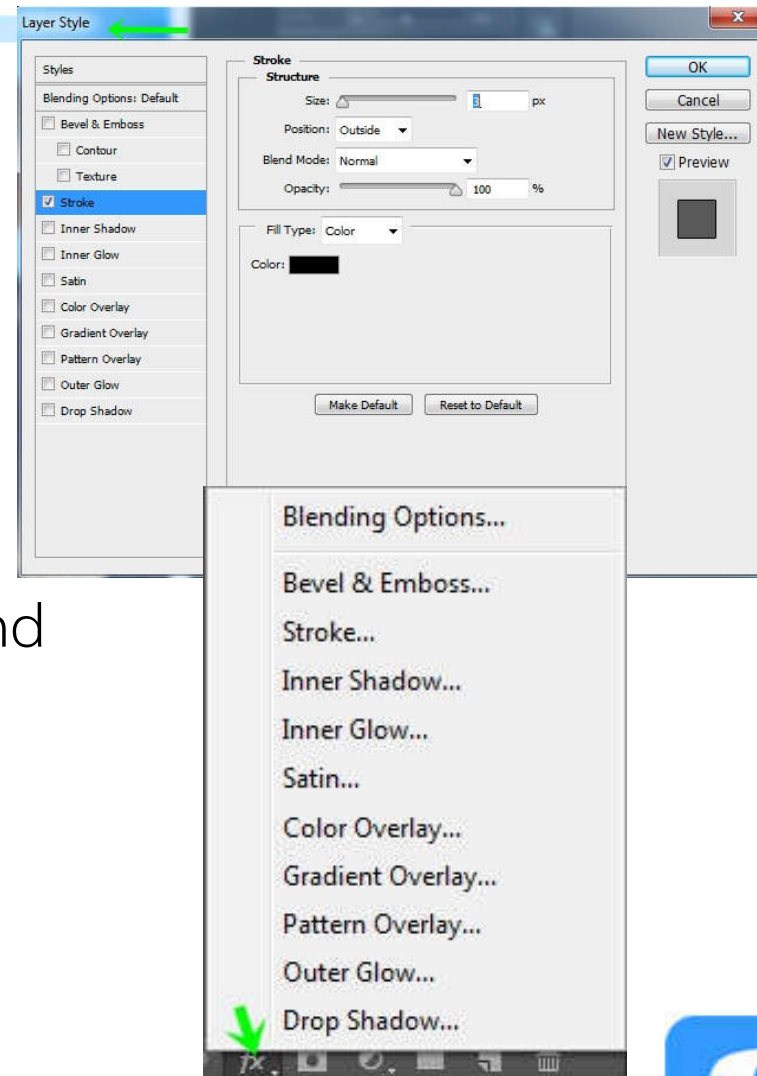 Layer Style
Styles
Blending Options: Default
Bevel & Emboss
Contour
Texture
Stroke
Inner Shadow
Inner Glow
Satin
Color Overlay
Gradient Overlay
Pattern Overlay
Outer Glow
Drop Shadow
Stroke
Structure
Size: 3 px
Position: Outside
Blend Mode: Normal
Opacity: 100 %
Fill Type: Color
Color:
Make Default Reset to Default
OK
Cancel
New Style...
Preview
nd
Blending Options...
Bevel & Emboss...
Stroke...
Inner Shadow...
Inner Glow...
Satin...
Color Overlay...
Gradient Overlay...
Pattern Overlay...
Outer Glow...
Drop Shadow...
fx